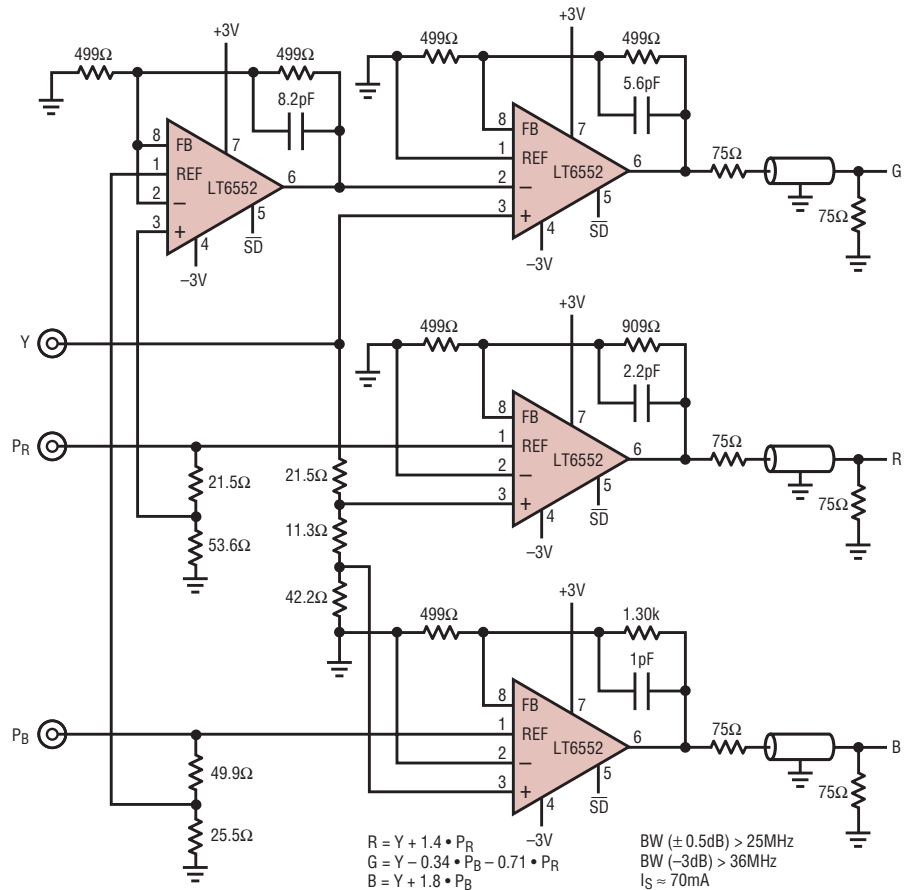 +3V
+3V
499Ω
499Ω
499Ω
499Ω
8.2pF
5.6pF
8
FB
7
1
REF
6
2
−
LT6552
3
+
5
4
SD
−3V
8
FB
7
1
REF
6
2
−
LT6552
3
+
5
4
SD
−3V
75Ω
G
75Ω
+3V
Y
499Ω
909Ω
2.2pF
8
FB
7
PR
1
REF
6
2
−
LT6552
3
+
5
4
SD
−3V
75Ω
R
75Ω
21.5Ω
53.6Ω
21.5Ω
11.3Ω
42.2Ω
+3V
499Ω
1.30k
1pF
8
FB
7
PB
1
REF
6
2
−
LT6552
3
+
5
4
SD
−3V
75Ω
B
75Ω
49.9Ω
25.5Ω
R = Y + 1.4 • PR
G = Y – 0.34 • PB – 0.71 • PR
B = Y + 1.8 • PB
BW (± 0.5dB) > 25MHz
BW (–3dB) > 36MHz
IS ≈ 70mA